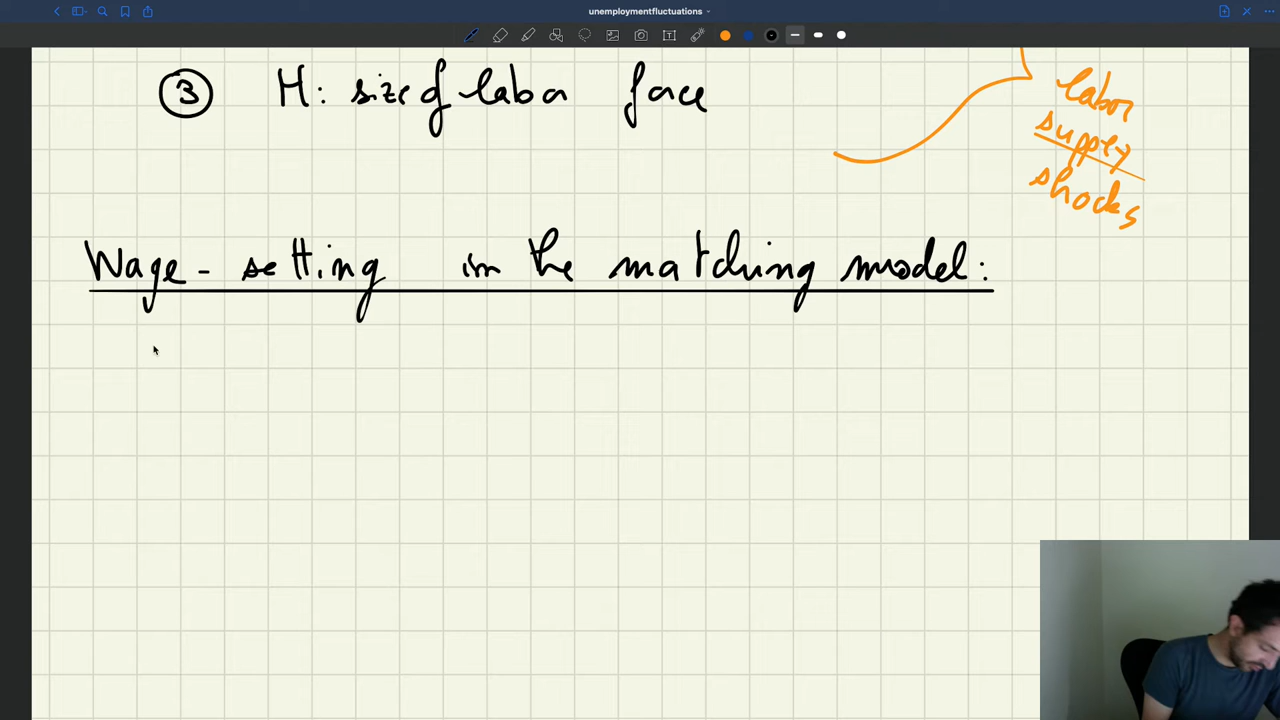 unemploymentfluctuations
③ H: size of labor force
labor
supply
shocks
Wage-setting in the matching model: